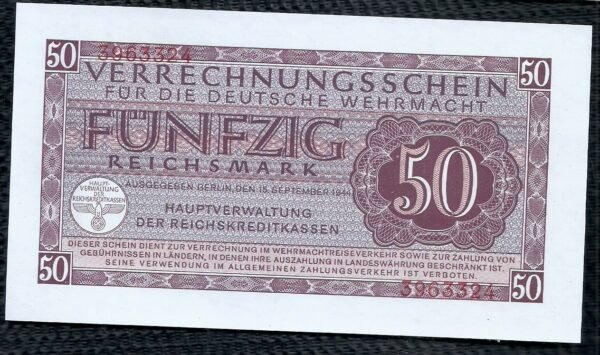 50
50
3963324
VERRECHNUNGSSCHEIN
FÜR DIE DEUTSCHE WEHRMACHT
FÜNFZIG
REICHSMARK
50
AUSGEGEBEN BERLIN, DEN 15. SEPTEMBER 1944
HAUPT-
VERWALTUNG
DER
REICHSKREDITKASSEN
HAUPTVERWALTUNG
DER REICHSKREDITKASSEN
DIESER SCHEIN DIENT ZUR VERRECHNUNG IM WEHRMACHTREISEVERKEHR SOWIE ZUR ZAHLUNG VON
GEBÜHRNISSEN IN LÄNDERN, IN DENEN IHRE AUSZAHLUNG IN LANDESWÄHRUNG BESCHRÄNKT IST.
SEINE VERWENDUNG IM ALLGEMEINEN ZAHLUNGSVERKEHR IST VERBOTEN.
3963324
50
50